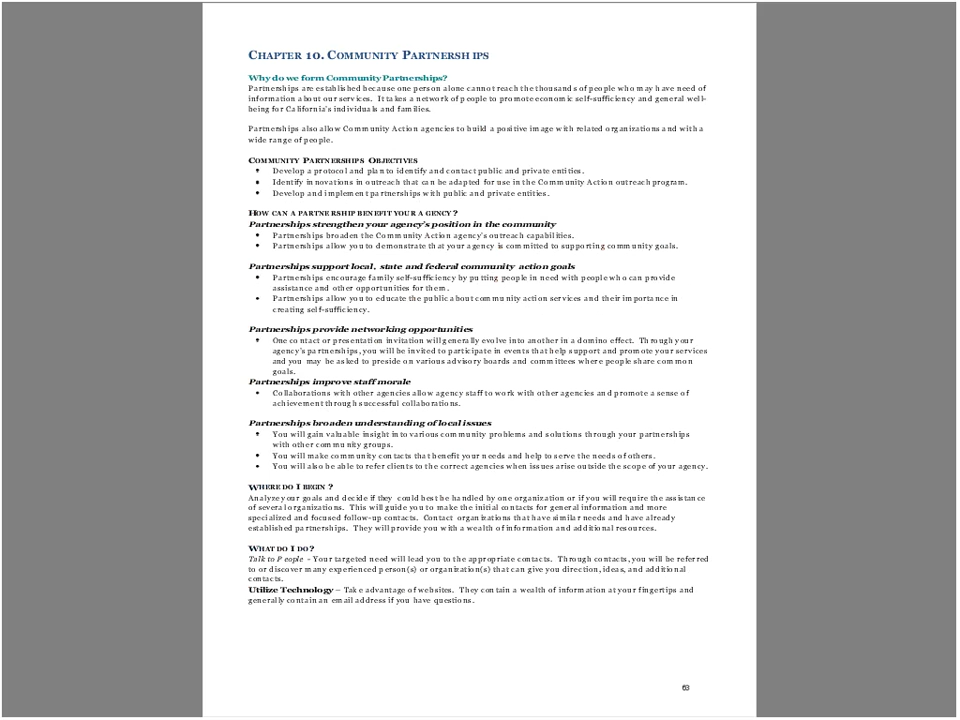 CHAPTER 10. COMMUNITY PARTNERSHIPS
Why do we form Community Partnerships?
Partnerships are established because one person alone cannot reach the thousands of people who may have need of
information about our services. It takes a network of people to promote economic self-sufficiency and general well-
being for California's individuals and families.
Partnerships also allow Community Action agencies to build a positive image with related organizations and with a
wide range of people.
COMMUNITY PARTNERSHIPS OBJECTIVES
• Develop a protocol and plan to identify and contact public and private entities.
• Identify innovations in outreach that can be adapted for use in the Community Action outreach program.
• Develop and implement partnerships with public and private entities.
HOW CAN A PARTNERSHIP BENEFIT YOUR AGENCY?
Partnerships strengthen your agency's position in the community
• Partnerships broaden the Community Action agency's outreach capabilities.
• Partnerships allow you to demonstrate that your agency is committed to supporting community goals.
Partnerships support local, state and federal community action goals
• Partnerships encourage family self-sufficiency by putting people in need with people who can provide
assistance and other opportunities for them.
• Partnerships allow you to educate the public about community action services and their importance in
creating self-sufficiency.
Partnerships provide networking opportunities
• One contact or presentation invitation will generally evolve into another in a domino effect. Through your
agency's partnerships, you will be invited to participate in events that help support and promote your services
and you may be asked to preside on various advisory boards and committees where people share common
goals.
Partnerships improve staff morale
• Collaborations with other agencies allow agency staff to work with other agencies and promote a sense of
achievement through successful collaborations.
Partnerships broaden understanding of local issues
• You will gain valuable insight into various community problems and solutions through your partnerships
with other community groups.
• You will make community contacts that benefit your needs and help to serve the needs of others.
• You will also be able to refer clients to the correct agencies when issues arise outside the scope of your agency.
WHERE DO I BEGIN?
Analyze your goals and decide if they could best be handled by one organization or if you will require the assistance
of several organizations. This will guide you to make the initial contacts for general information and more
specialized and focused follow-up contacts. Contact organizations that have similar needs and have already
established partnerships. They will provide you with a wealth of information and additional resources.
WHAT DO I DO?
Talk to People – Your targeted need will lead you to the appropriate contacts. Through contacts, you will be referred
to or discover many experienced person(s) or organization(s) that can give you direction, ideas, and additional
contacts.
Utilize Technology – Take advantage of websites. They contain a wealth of information at your fingertips and
generally contain an email address if you have questions.
63